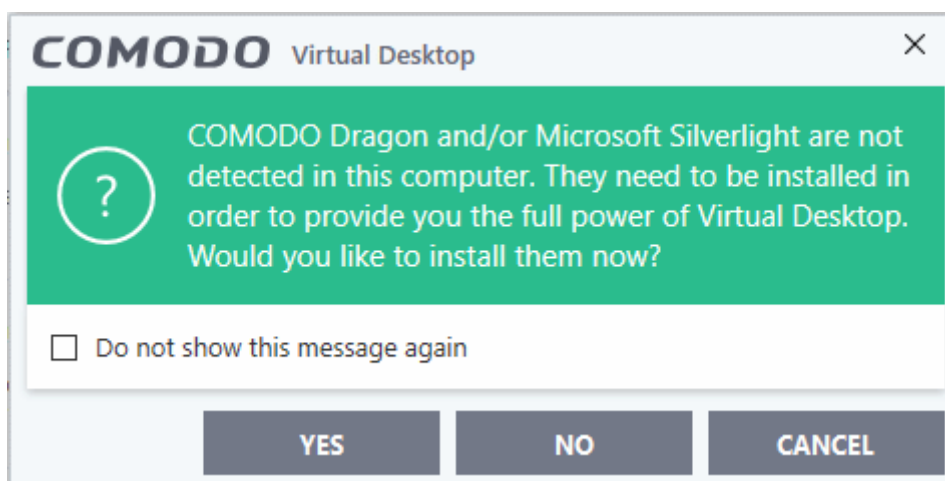 COMODO Virtual Desktop
COMODO Dragon and/or Microsoft Silverlight are not
detected in this computer. They need to be installed in
order to provide you the full power of Virtual Desktop.
Would you like to install them now?
Do not show this message again
YES NO CANCEL